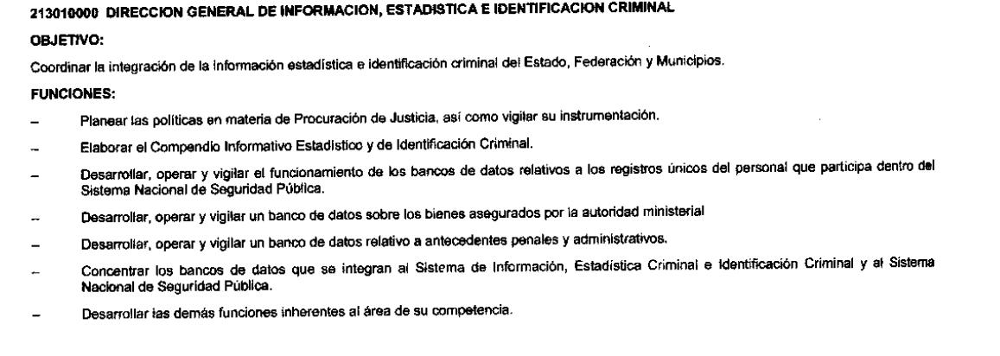 213010000 DIRECCION GENERAL DE INFORMACION, ESTADISTICA E IDENTIFICACION CRIMINAL
OBJETIVO:
Coordinar la integración de la Información estadística e identificación criminal del Estado, Federación y Municipios.
FUNCIONES:
– Planear las políticas en materia de Procuración de Justicia, así como vigilar su instrumentación.
– Elaborar el Compendio Informativo Estadístico y de Identificación Criminal.
– Desarrollar, operar y vigilar el funcionamiento de los bancos de datos relativos a los registros únicos del personal que participa dentro del
Sistema Nacional de Seguridad Pública.
– Desarrollar, operar y vigilar un banco de datos sobre los bienes asegurados por la autoridad ministerial
– Desarrollar, operar y vigilar un banco de datos relativo a antecedentes penales y administrativos.
– Concentrar los bancos de datos que se integran al Sistema de Información, Estadística Criminal e Identificación Criminal y al Sistema
Nacional de Seguridad Pública.
– Desarrollar las demás funciones inherentes al área de su competencia.